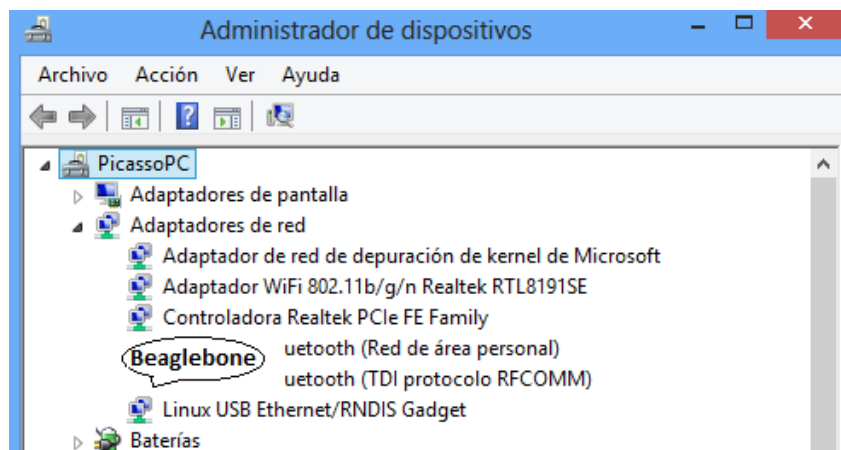 Administrador de dispositivos
Archivo Acción Ver Ayuda
PicassoPC
Adaptadores de pantalla
Adaptadores de red
Adaptador de red de depuración de kernel de Microsoft
Adaptador WiFi 802.11b/g/n Realtek RTL8191SE
Controladora Realtek PCIe FE Family
uetooth (Red de área personal)
Beaglebone
uetooth (TDI protocolo RFCOMM)
Linux USB Ethernet/RNDIS Gadget
Baterías